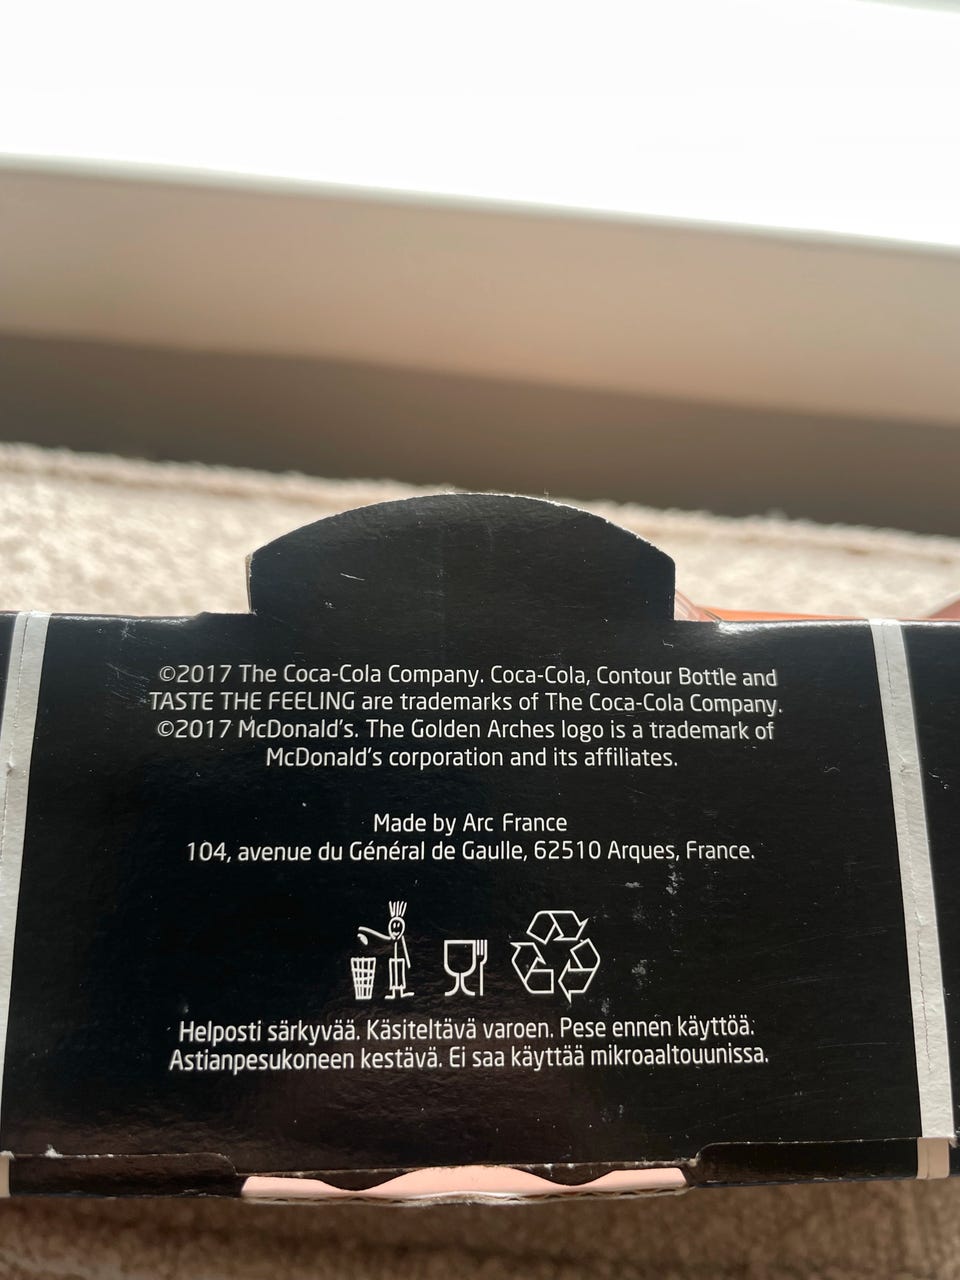 ©2017 The Coca-Cola Company. Coca-Cola, Contour Bottle and
TASTE THE FEELING are trademarks of The Coca-Cola Company.
©2017 McDonald's. The Golden Arches logo is a trademark of
McDonald's corporation and its affiliates.
Made by Arc France
104, avenue du Général de Gaulle, 62510 Arques, France.
Helposti särkyvää. Käsiteltävä varoen. Pese ennen käyttöä.
Astianpesukoneen kestävä. Ei saa käyttää mikroaaltouunissa.